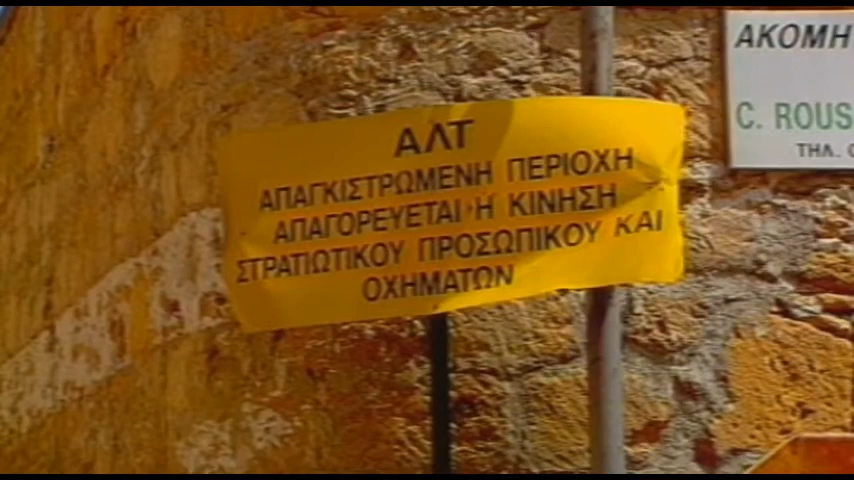 ΑΛΤ
ΑΠΑΓΚΙΣΤΡΩΜΕΝΗ ΠΕΡΙΟΧΗ
ΑΠΑΓΟΡΕΥΕΤΑΙ Η ΚΙΝΗΣΗ
ΣΤΡΑΤΙΩΤΙΚΟΥ ΠΡΟΣΩΠΙΚΟΥ ΚΑΙ
ΟΧΗΜΑΤΩΝ
ΑΚΟΜΗ
C. ROUS
ΤΗΛ.